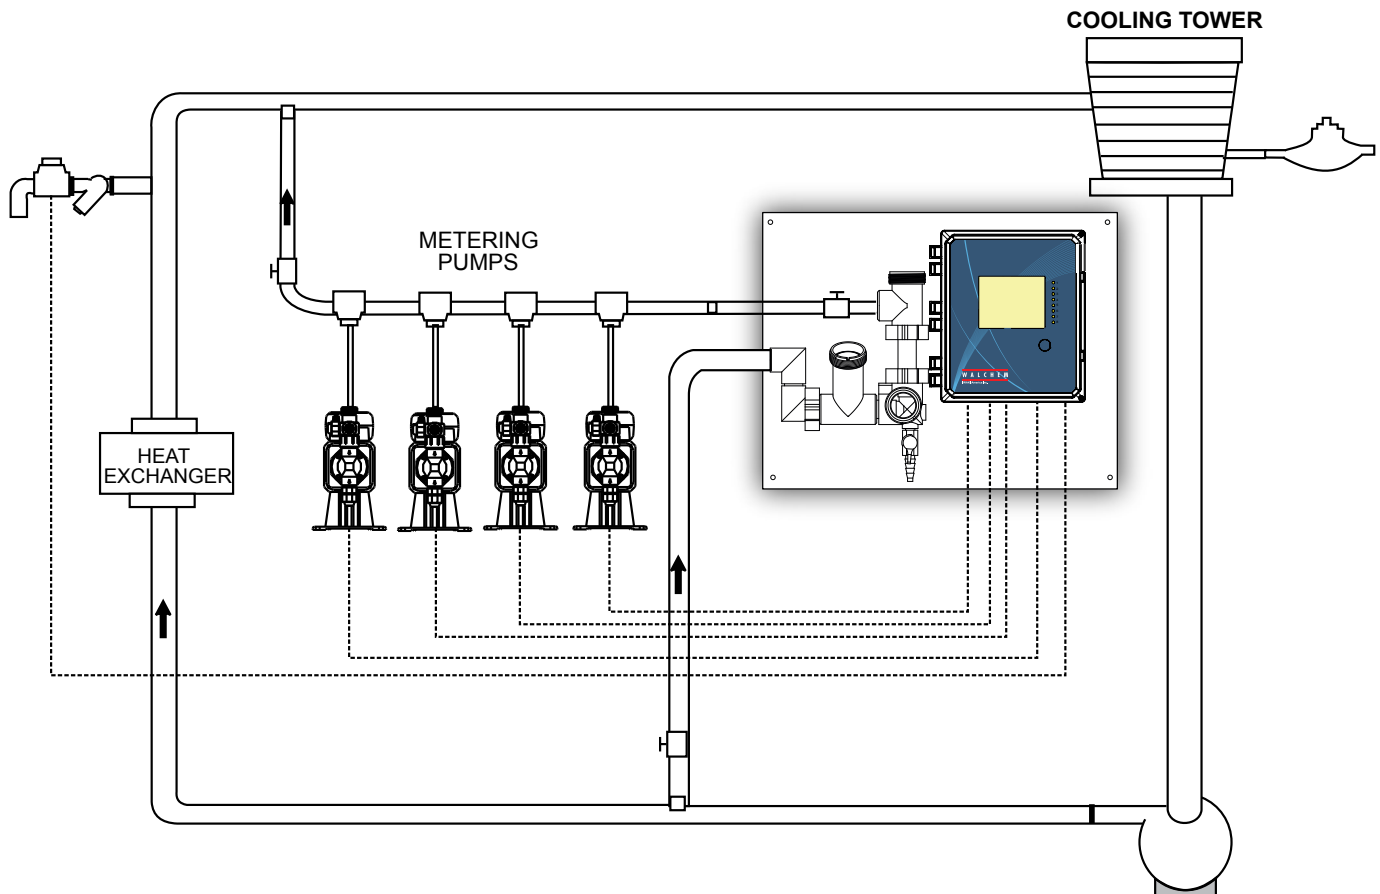 COOLING TOWER
METERING
PUMPS
WALCHEM
HEAT
EXCHANGER